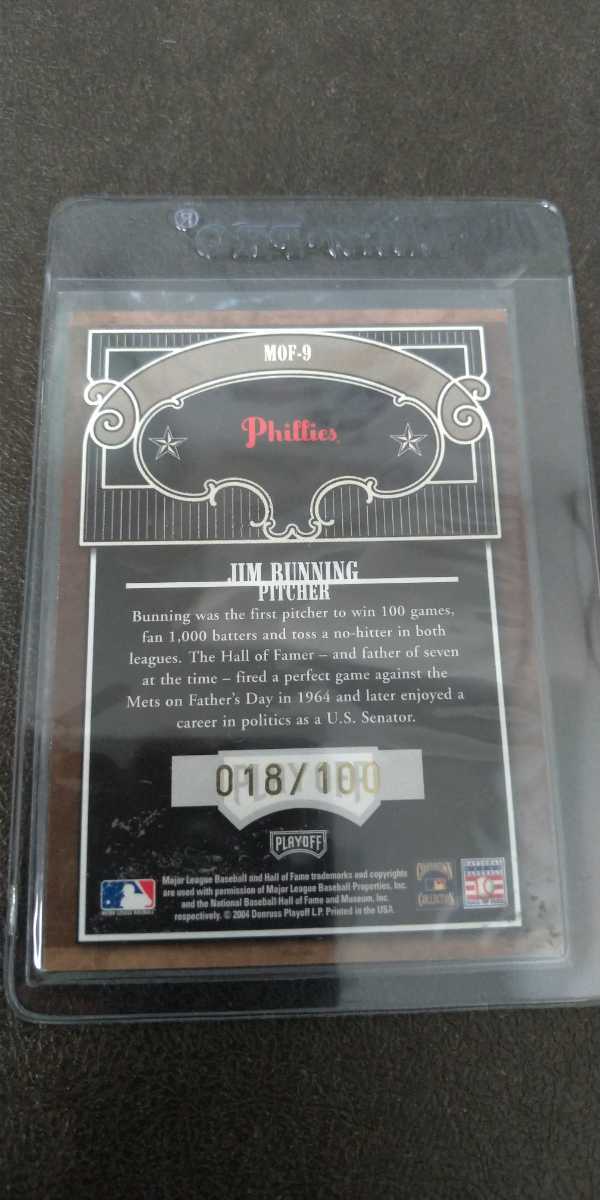 MOF-9
Phillies
JIM BUNNING
PITCHER
Bunning was the first pitcher to win 100 games,
fan 1,000 batters and toss a no-hitter in both
leagues. The Hall of Famer – and father of seven
at the time – fired a perfect game against the
Mets on Father's Day in 1964 and later enjoyed a
career in politics as a U.S. Senator.
018/100
PLAYOFF
Major League Baseball and Hall of Fame trademarks and copyrights
are used with permission of Major League Baseball Properties, Inc.
and the National Baseball Hall of Fame and Museum, Inc.
respectively. © 2004 Donruss Playoff L.P. Printed in the USA